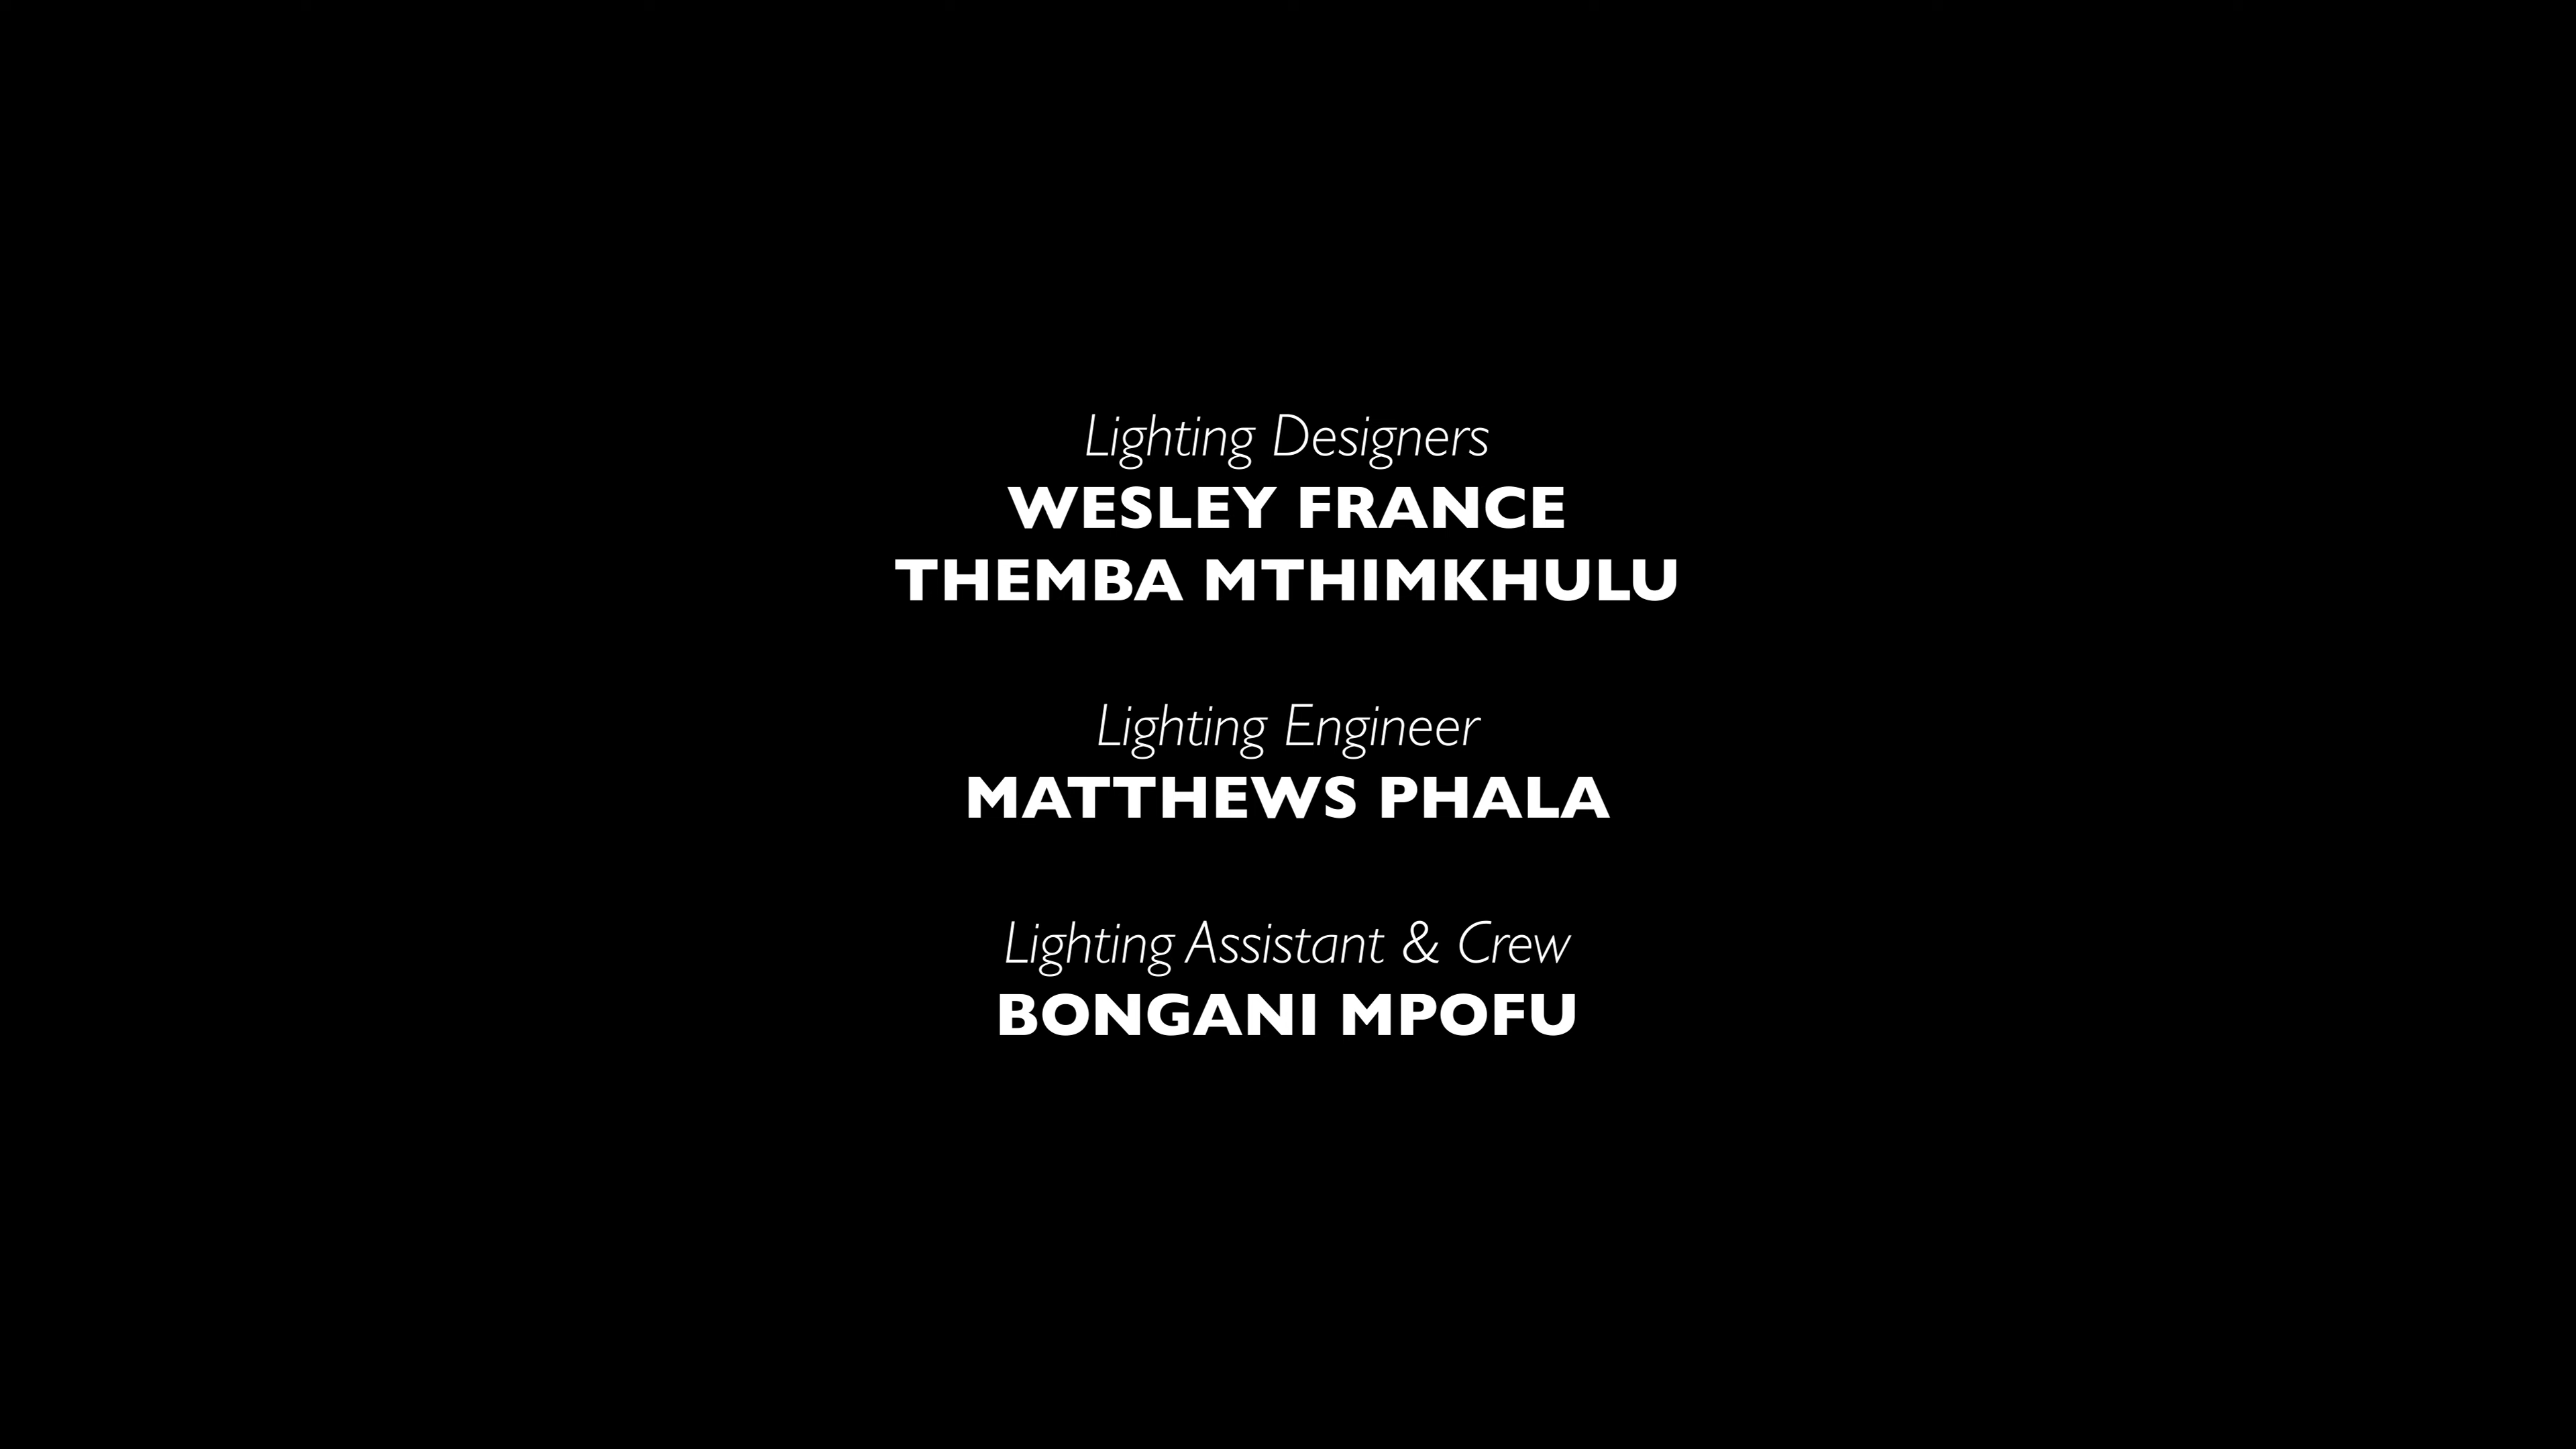 Lighting Designers
WESLEY FRANCE
THEMBA MTHIMKHULU
Lighting Engineer
MATTHEWS PHALA
Lighting Assistant & Crew
BONGANI MPOFU